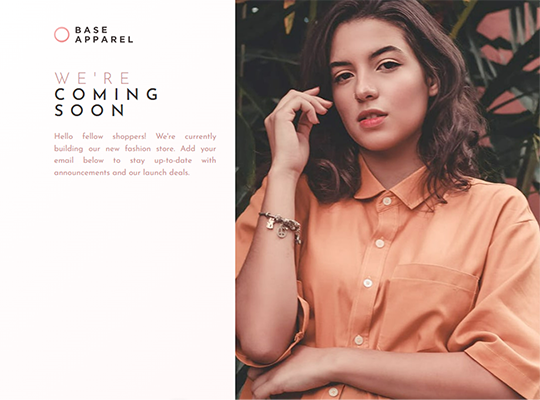 BASE
APPAREL
WE'RE
COMING
SOON
Hello fellow shoppers! We're currently
building our new fashion store. Add your
email below to stay up-to-date with
announcements and our launch deals.